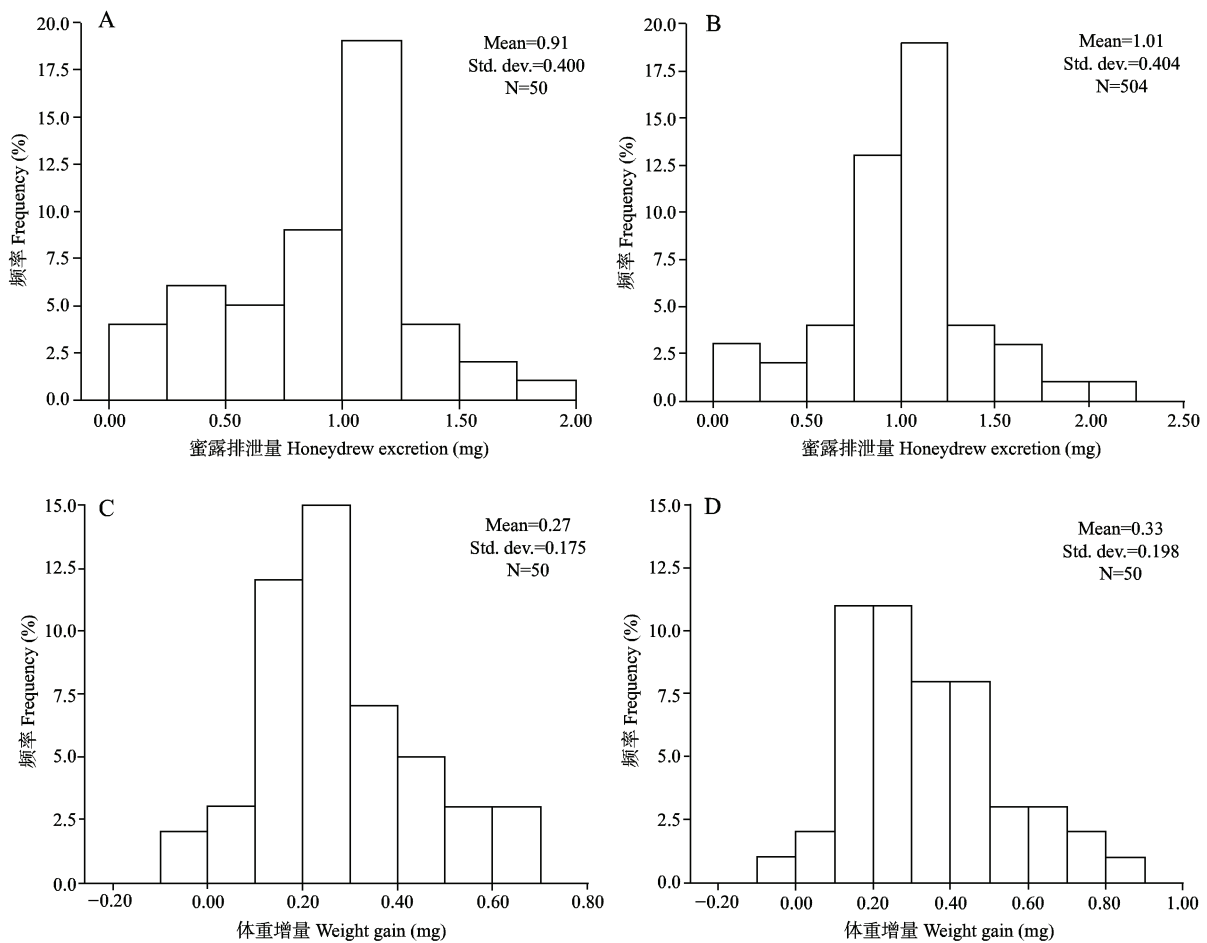 A
Mean=0.91
Std. dev.=0.400
N=50
20.0
17.5
15.0
12.5
10.0
7.5
5.0
2.5
0.0
频率 Frequency (%)
0.00 0.50 1.00 1.50 2.00
蜜露排泄量 Honeydrew excretion (mg)
B
Mean=1.01
Std. dev.=0.404
N=504
20.0
17.5
15.0
12.5
10.0
7.5
5.0
2.5
0.0
频率 Frequency (%)
0.00 0.50 1.00 1.50 2.00 2.50
蜜露排泄量 Honeydrew excretion (mg)
C
Mean=0.27
Std. dev.=0.175
N=50
15.0
12.5
10.0
7.5
5.0
2.5
0.0
频率 Frequency (%)
−0.20 0.00 0.20 0.40 0.60 0.80
体重增量 Weight gain (mg)
D
Mean=0.33
Std. dev.=0.198
N=50
15.0
12.5
10.0
7.5
5.0
2.5
0.0
频率 Frequency (%)
−0.20 0.00 0.20 0.40 0.60 0.80 1.00
体重增量 Weight gain (mg)